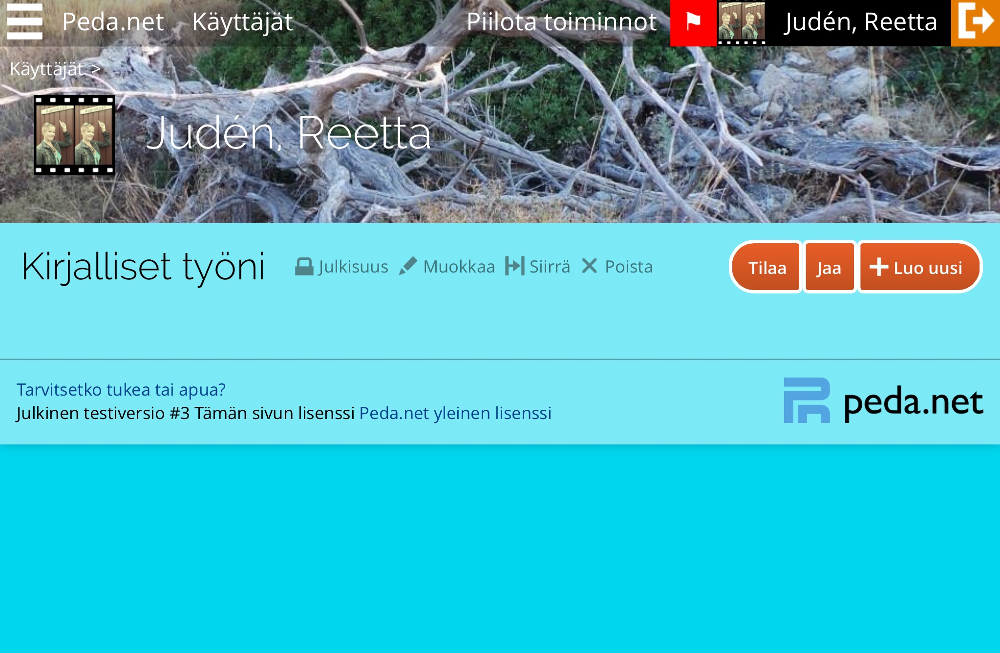 Peda.net Käyttäjät Piilota toiminnot Judén, Reetta
Käyttäjät >
Judén, Reetta
Kirjalliset työni Julkisuus Muokkaa Siirrä Poista Tilaa Jaa Luo uusi
Tarvitsetko tukea tai apua?
Julkinen testiversio #3 Tämän sivun lisenssi Peda.net yleinen lisenssi
peda.net